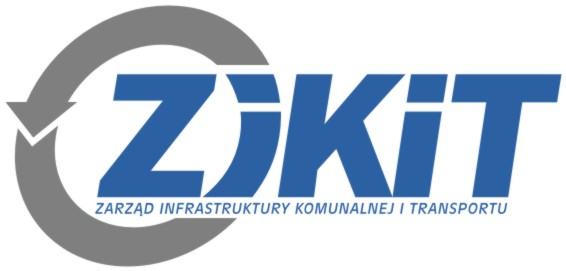 ZiKiT
ZARZĄD INFRASTRUKTURY KOMUNALNEJ I TRANSPORTU